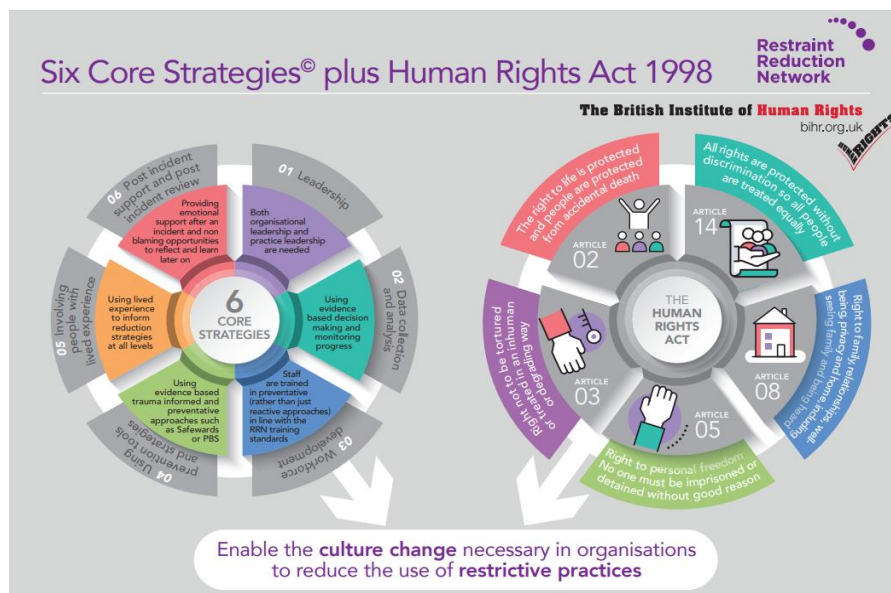 Six Core Strategies© plus Human Rights Act 1998
Restraint
Reduction
Network
The British Institute of Human Rights
bihr.org.uk
HUMAN RIGHTS
01 Leadership
Both
organisational
leadership and
practice leadership
are needed
02 Data collection
and analysis
Using
evidence based
decision
making and
monitoring
progress
03 Workforce
development
Staff
are trained
in preventative
(rather than just
reactive approaches)
in line with the
RRN training
standards
04 Using
prevention tools
and strategies
Using
evidence based
trauma informed and
preventative
approaches such
as Safewards
or PBS
05 Involving
people with
lived experience
Using lived
experience
to inform
reduction
strategies
at all levels
06 Post incident
support and post
incident review
Providing
emotional
support after
an incident and non
blaming opportunities
to reflect and learn
later on
6
CORE
STRATEGIES
The right to life is protected
and people are protected
from accidental death
ARTICLE
02
All rights are protected without
discrimination so all people
are treated equally
ARTICLE
14
Right to family, relationships, well-
being, privacy and home, including
seeing family and being heard
ARTICLE
08
Right to personal freedom
No one must be imprisoned or
detained without good reason
ARTICLE
05
Right not to be tortured
or treated in an inhuman
or degrading way
ARTICLE
03
THE
HUMAN
RIGHTS
ACT
Enable the culture change necessary in organisations
to reduce the use of restrictive practices